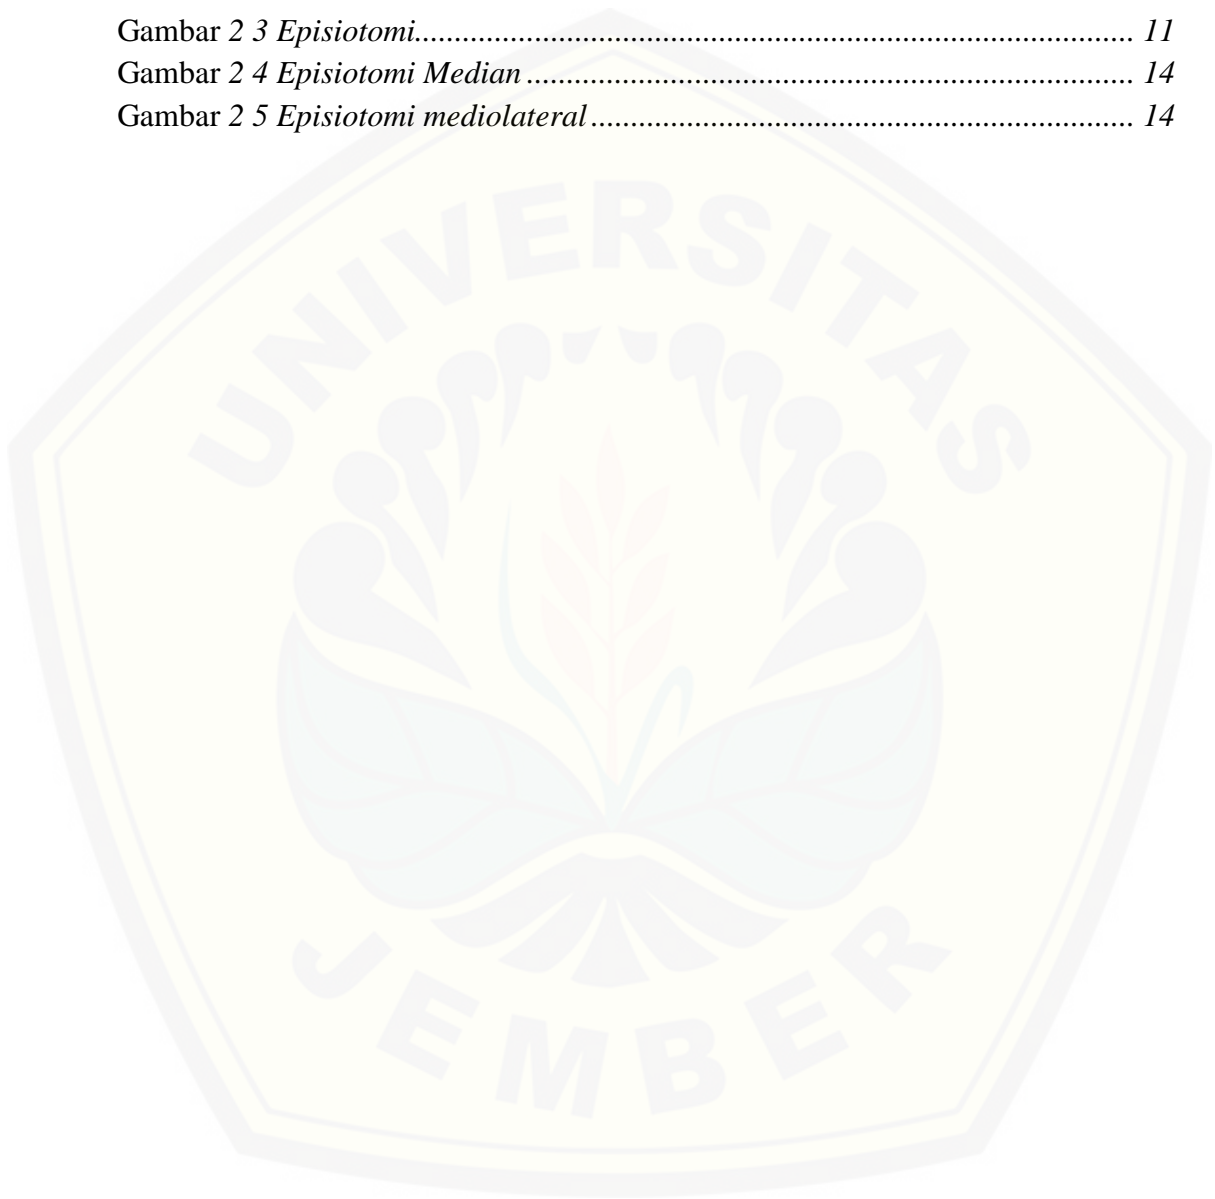 Gambar 2 3 Episiotomi.......................................................................................... 11
Gambar 2 4 Episiotomi Median ............................................................................ 14
Gambar 2 5 Episiotomi mediolateral .................................................................... 14
UNIVERSITAS
JEMBER